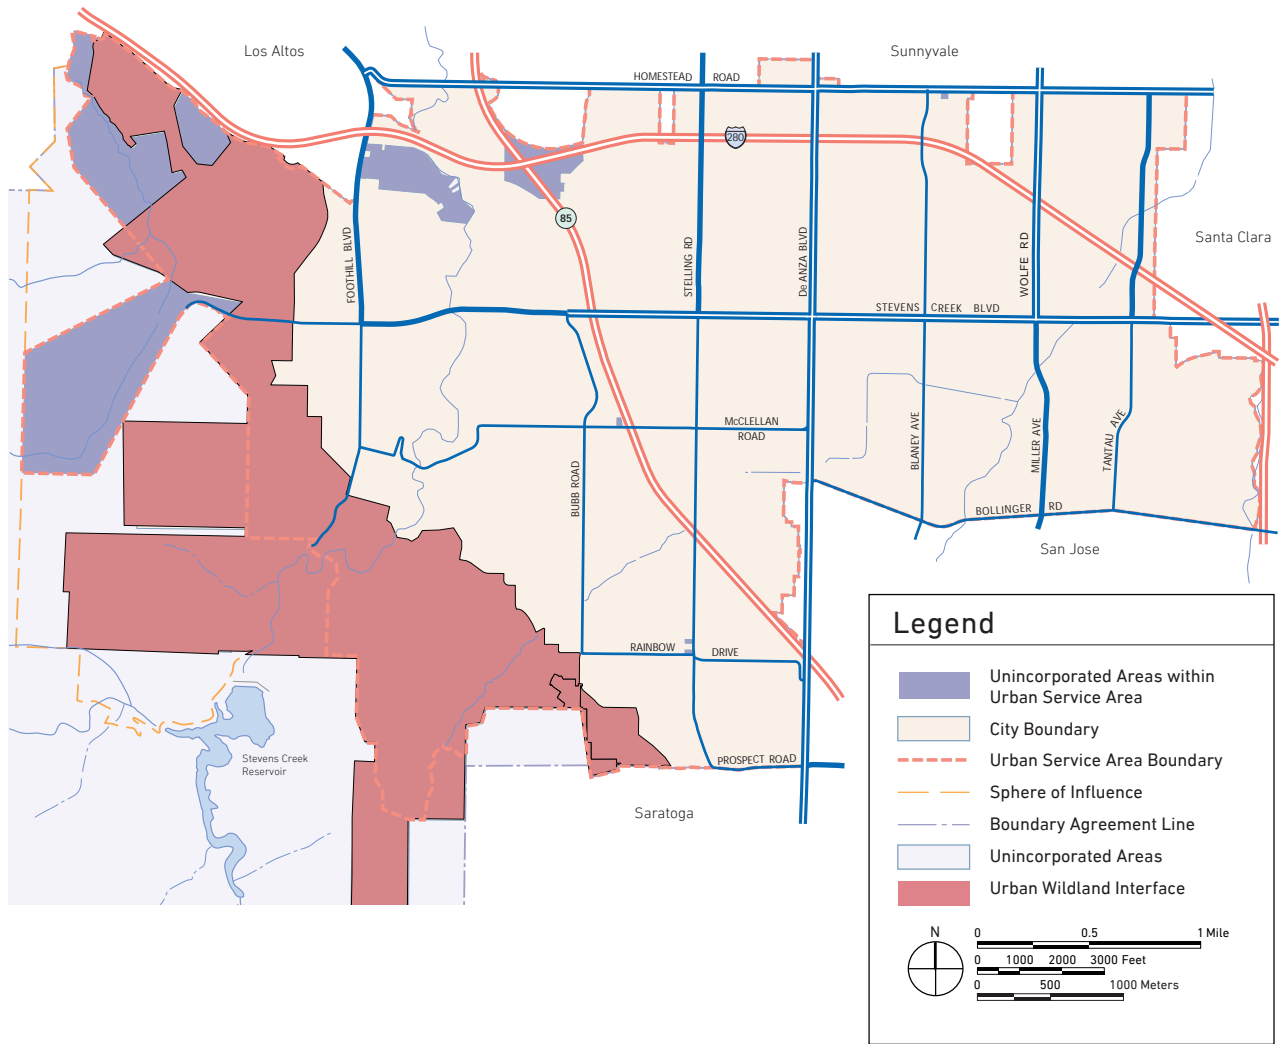 Los Altos
Sunnyvale
HOMESTEAD ROAD
280
85
Santa Clara
FOOTHILL BLVD
STELLING RD
De ANZA BLVD
WOLFE RD
STEVENS CREEK BLVD
McCLELLAN
ROAD
BUBB ROAD
BLANEY AVE
MILLER AVE
TANTAU AVE
BOLLINGER RD
San Jose
RAINBOW DRIVE
PROSPECT ROAD
Stevens Creek
Reservoir
Saratoga
Legend
Unincorporated Areas within
Urban Service Area
City Boundary
Urban Service Area Boundary
Sphere of Influence
Boundary Agreement Line
Unincorporated Areas
Urban Wildland Interface
N
0 0.5 1 Mile
0 1000 2000 3000 Feet
0 500 1000 Meters